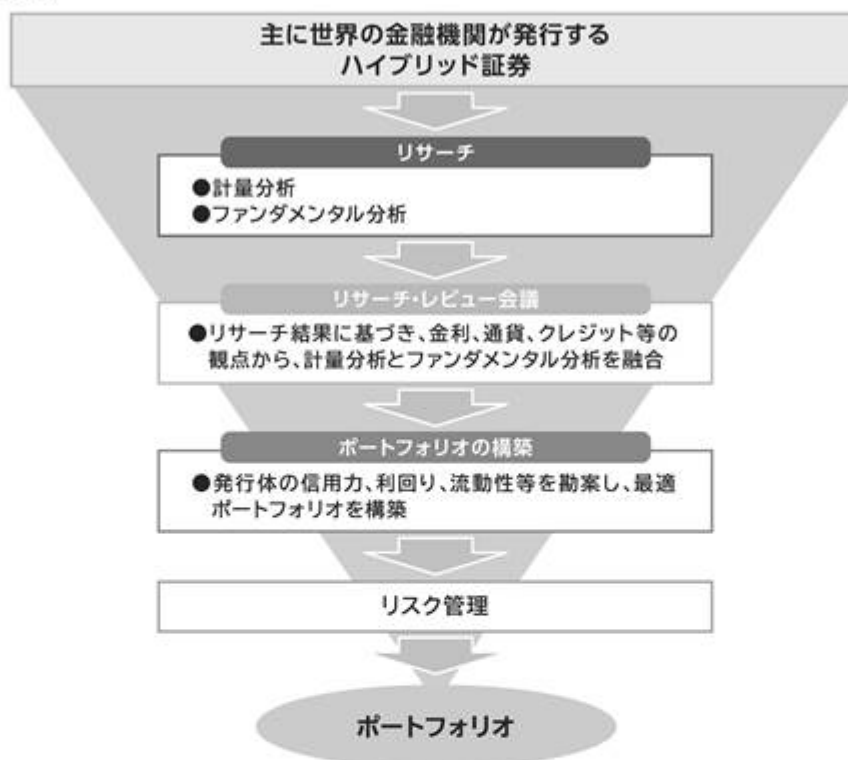 主に世界の金融機関が発行する
ハイブリッド証券
リサーチ
●計量分析
●ファンダメンタル分析
リサーチ・レビュー会議
●リサーチ結果に基づき、金利、通貨、クレジット等の
観点から、計量分析とファンダメンタル分析を融合
ポートフォリオの構築
●発行体の信用力、利回り、流動性等を勘案し、最適
ポートフォリオを構築
リスク管理
ポートフォリオ